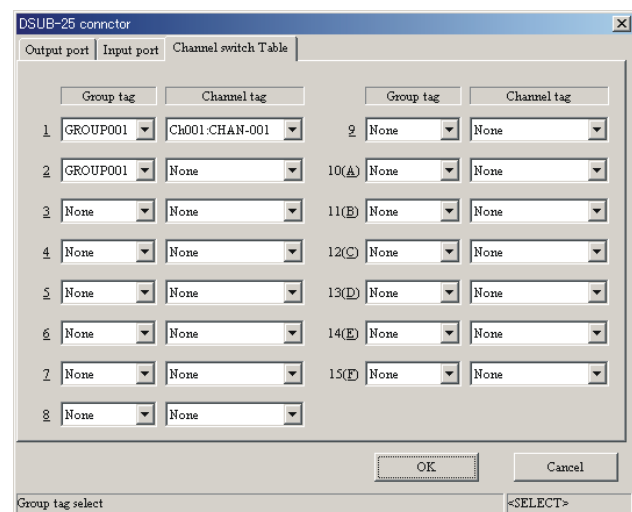 DSUB-25 connctor
Output port Input port Channel switch Table
Group tag Channel tag Group tag Channel tag
1 GROUP001 Ch001:CHAN-001 9 None None
2 GROUP001 None 10(A) None None
3 None None 11(B) None None
4 None None 12(C) None None
5 None None 13(D) None None
6 None None 14(E) None None
7 None None 15(F) None None
8 None None
OK Cancel
Group tag select <SELECT>